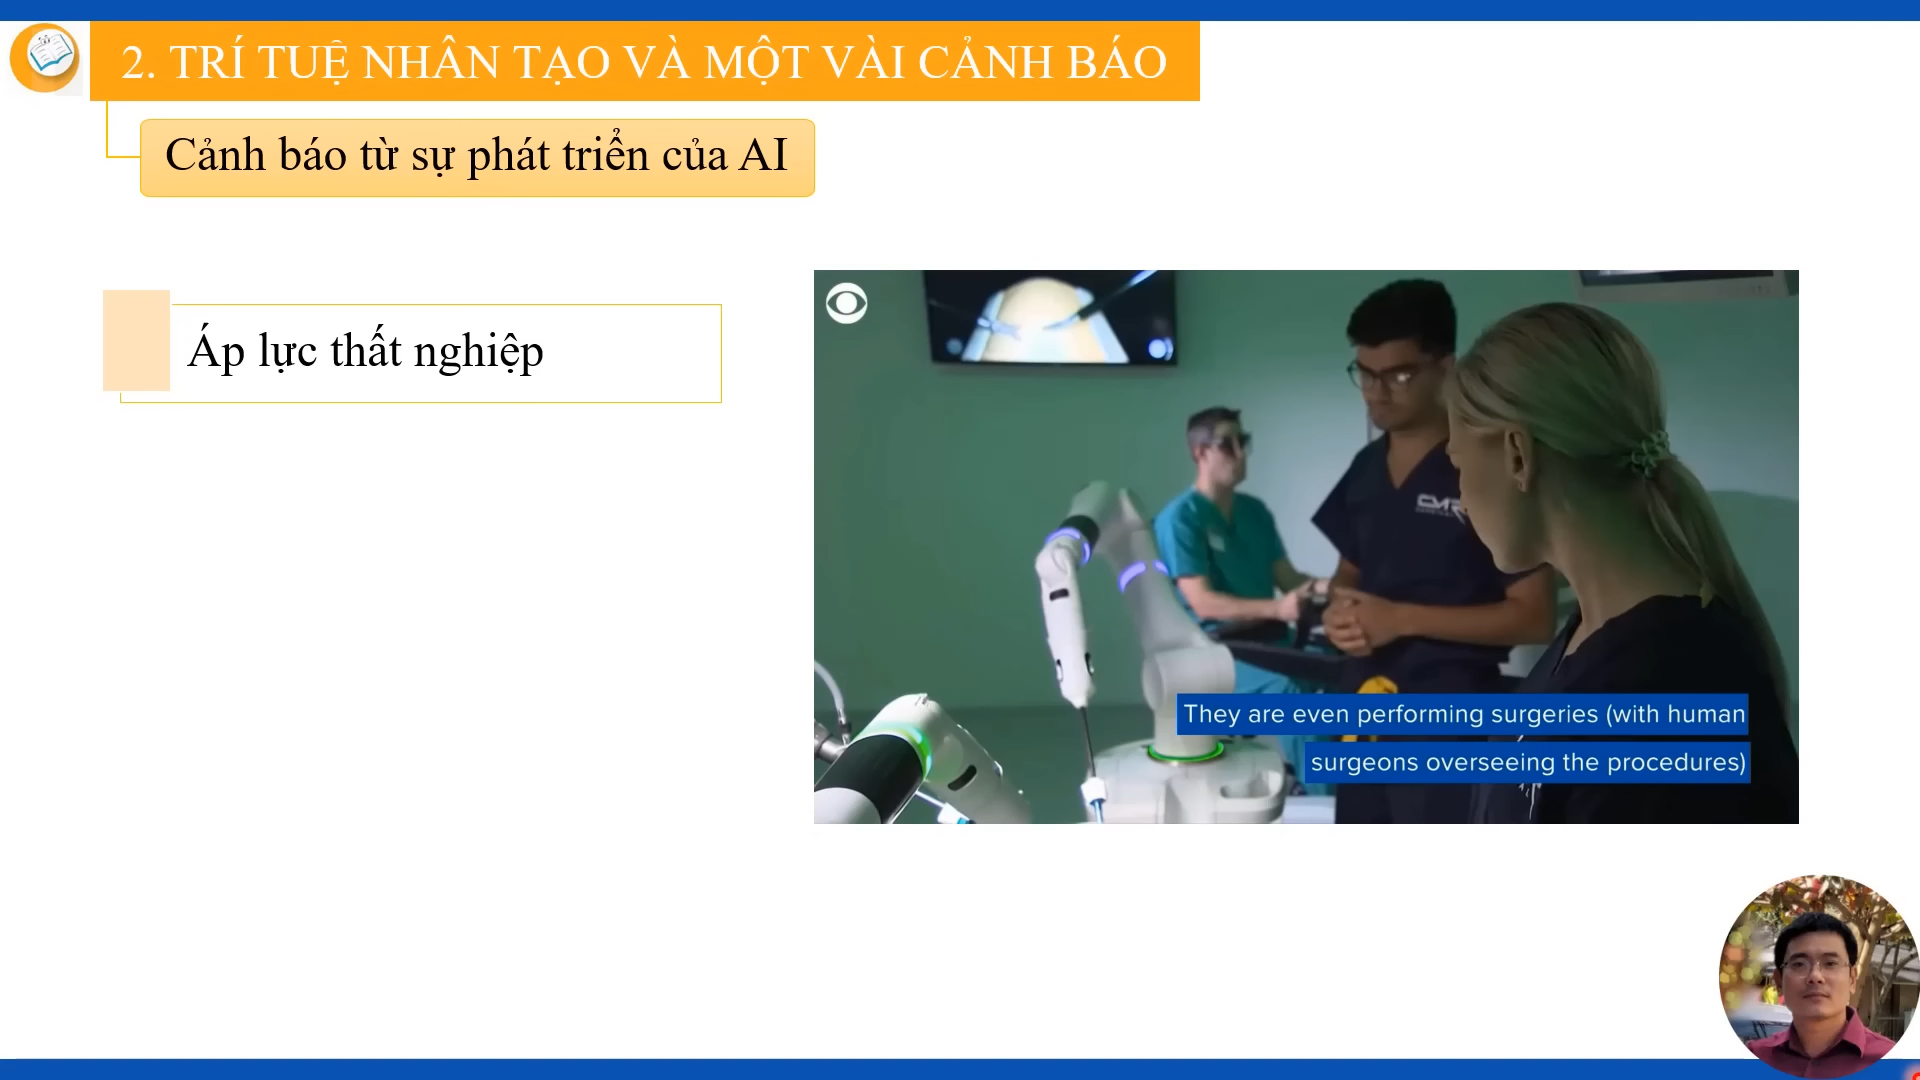 2. TRÍ TUỆ NHÂN TẠO VÀ MỘT VÀI CẢNH BÁO
Cảnh báo từ sự phát triển của AI
Áp lực thất nghiệp
CMR
They are even performing surgeries (with human
surgeons overseeing the procedures)